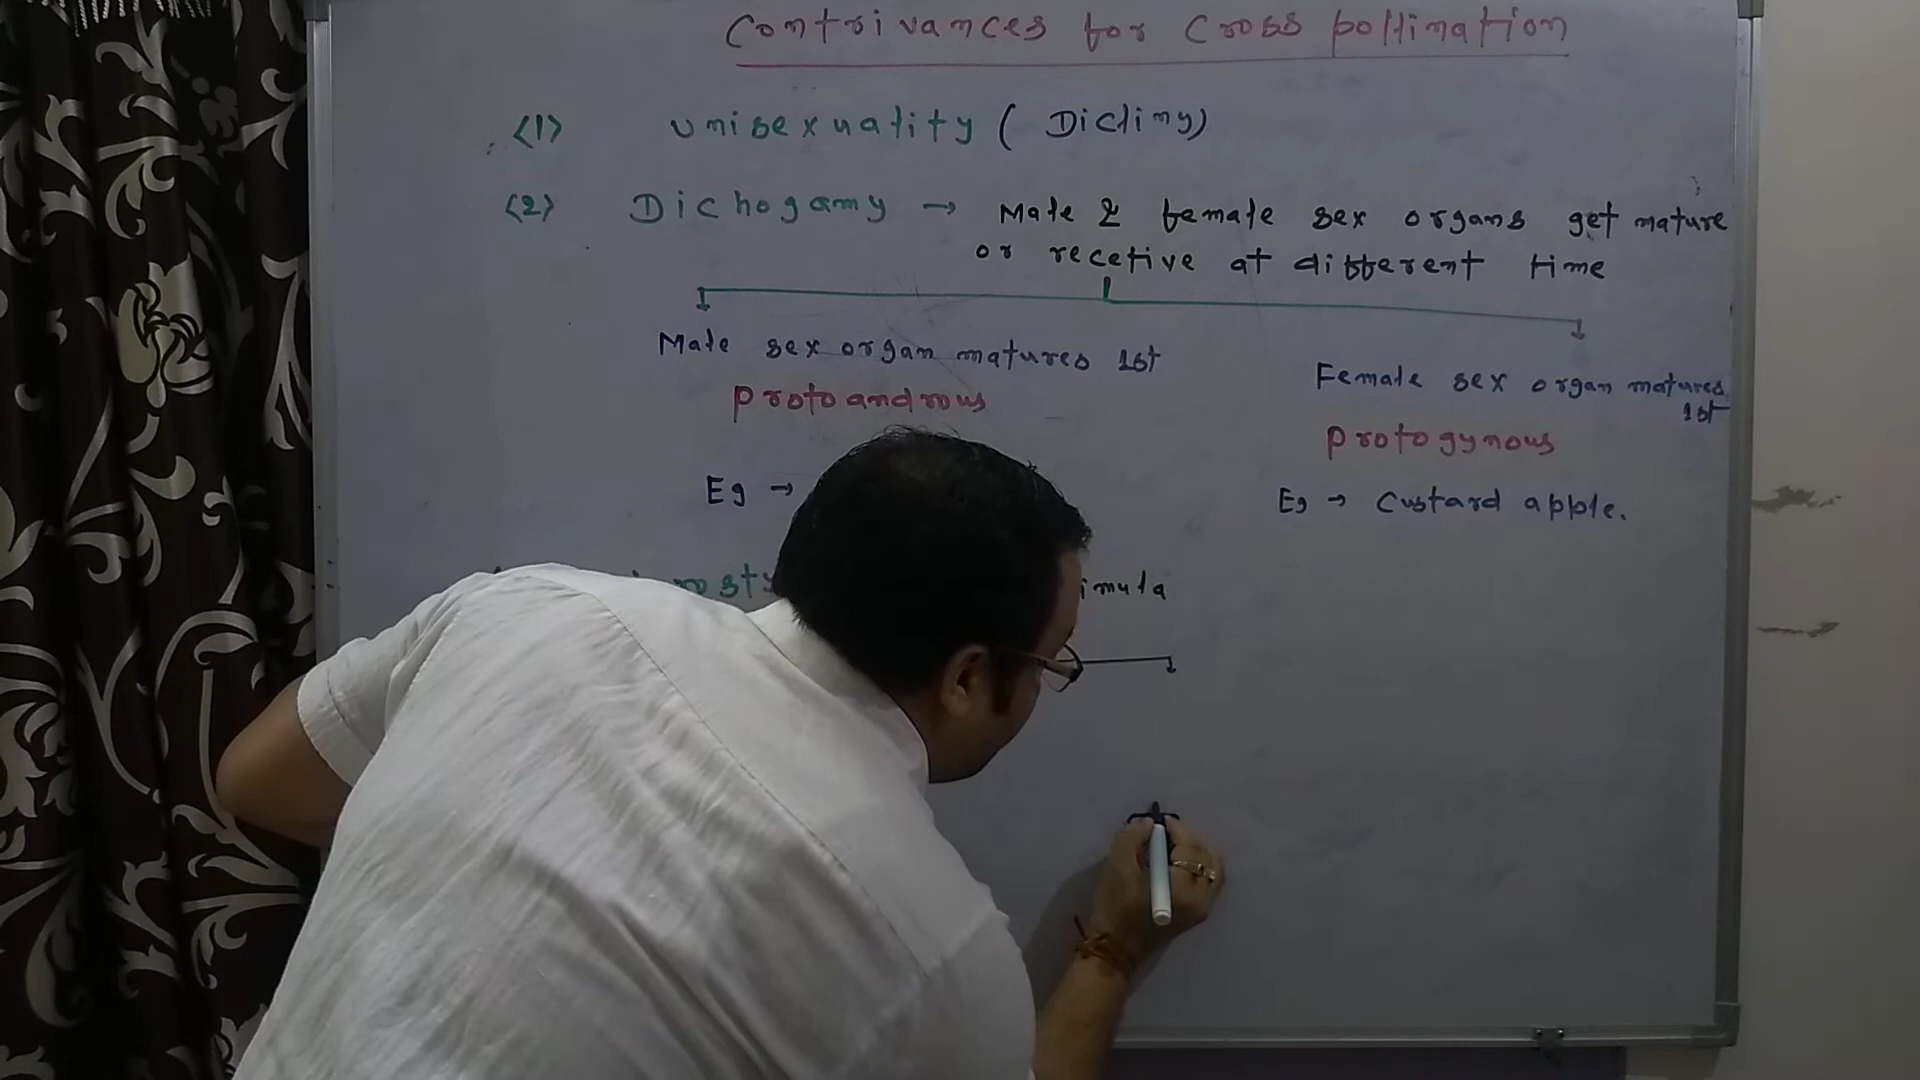 Contrivances for Cross pollination
<1> Unisexuality ( Dicliny)
<2> Dichogamy → Male & female sex organs get mature
or recetive at different time
Male sex organ matures 1st
Protoandrous
Eg →
Female sex organ matures
1st
Protogynous
Eg → Custard apple.